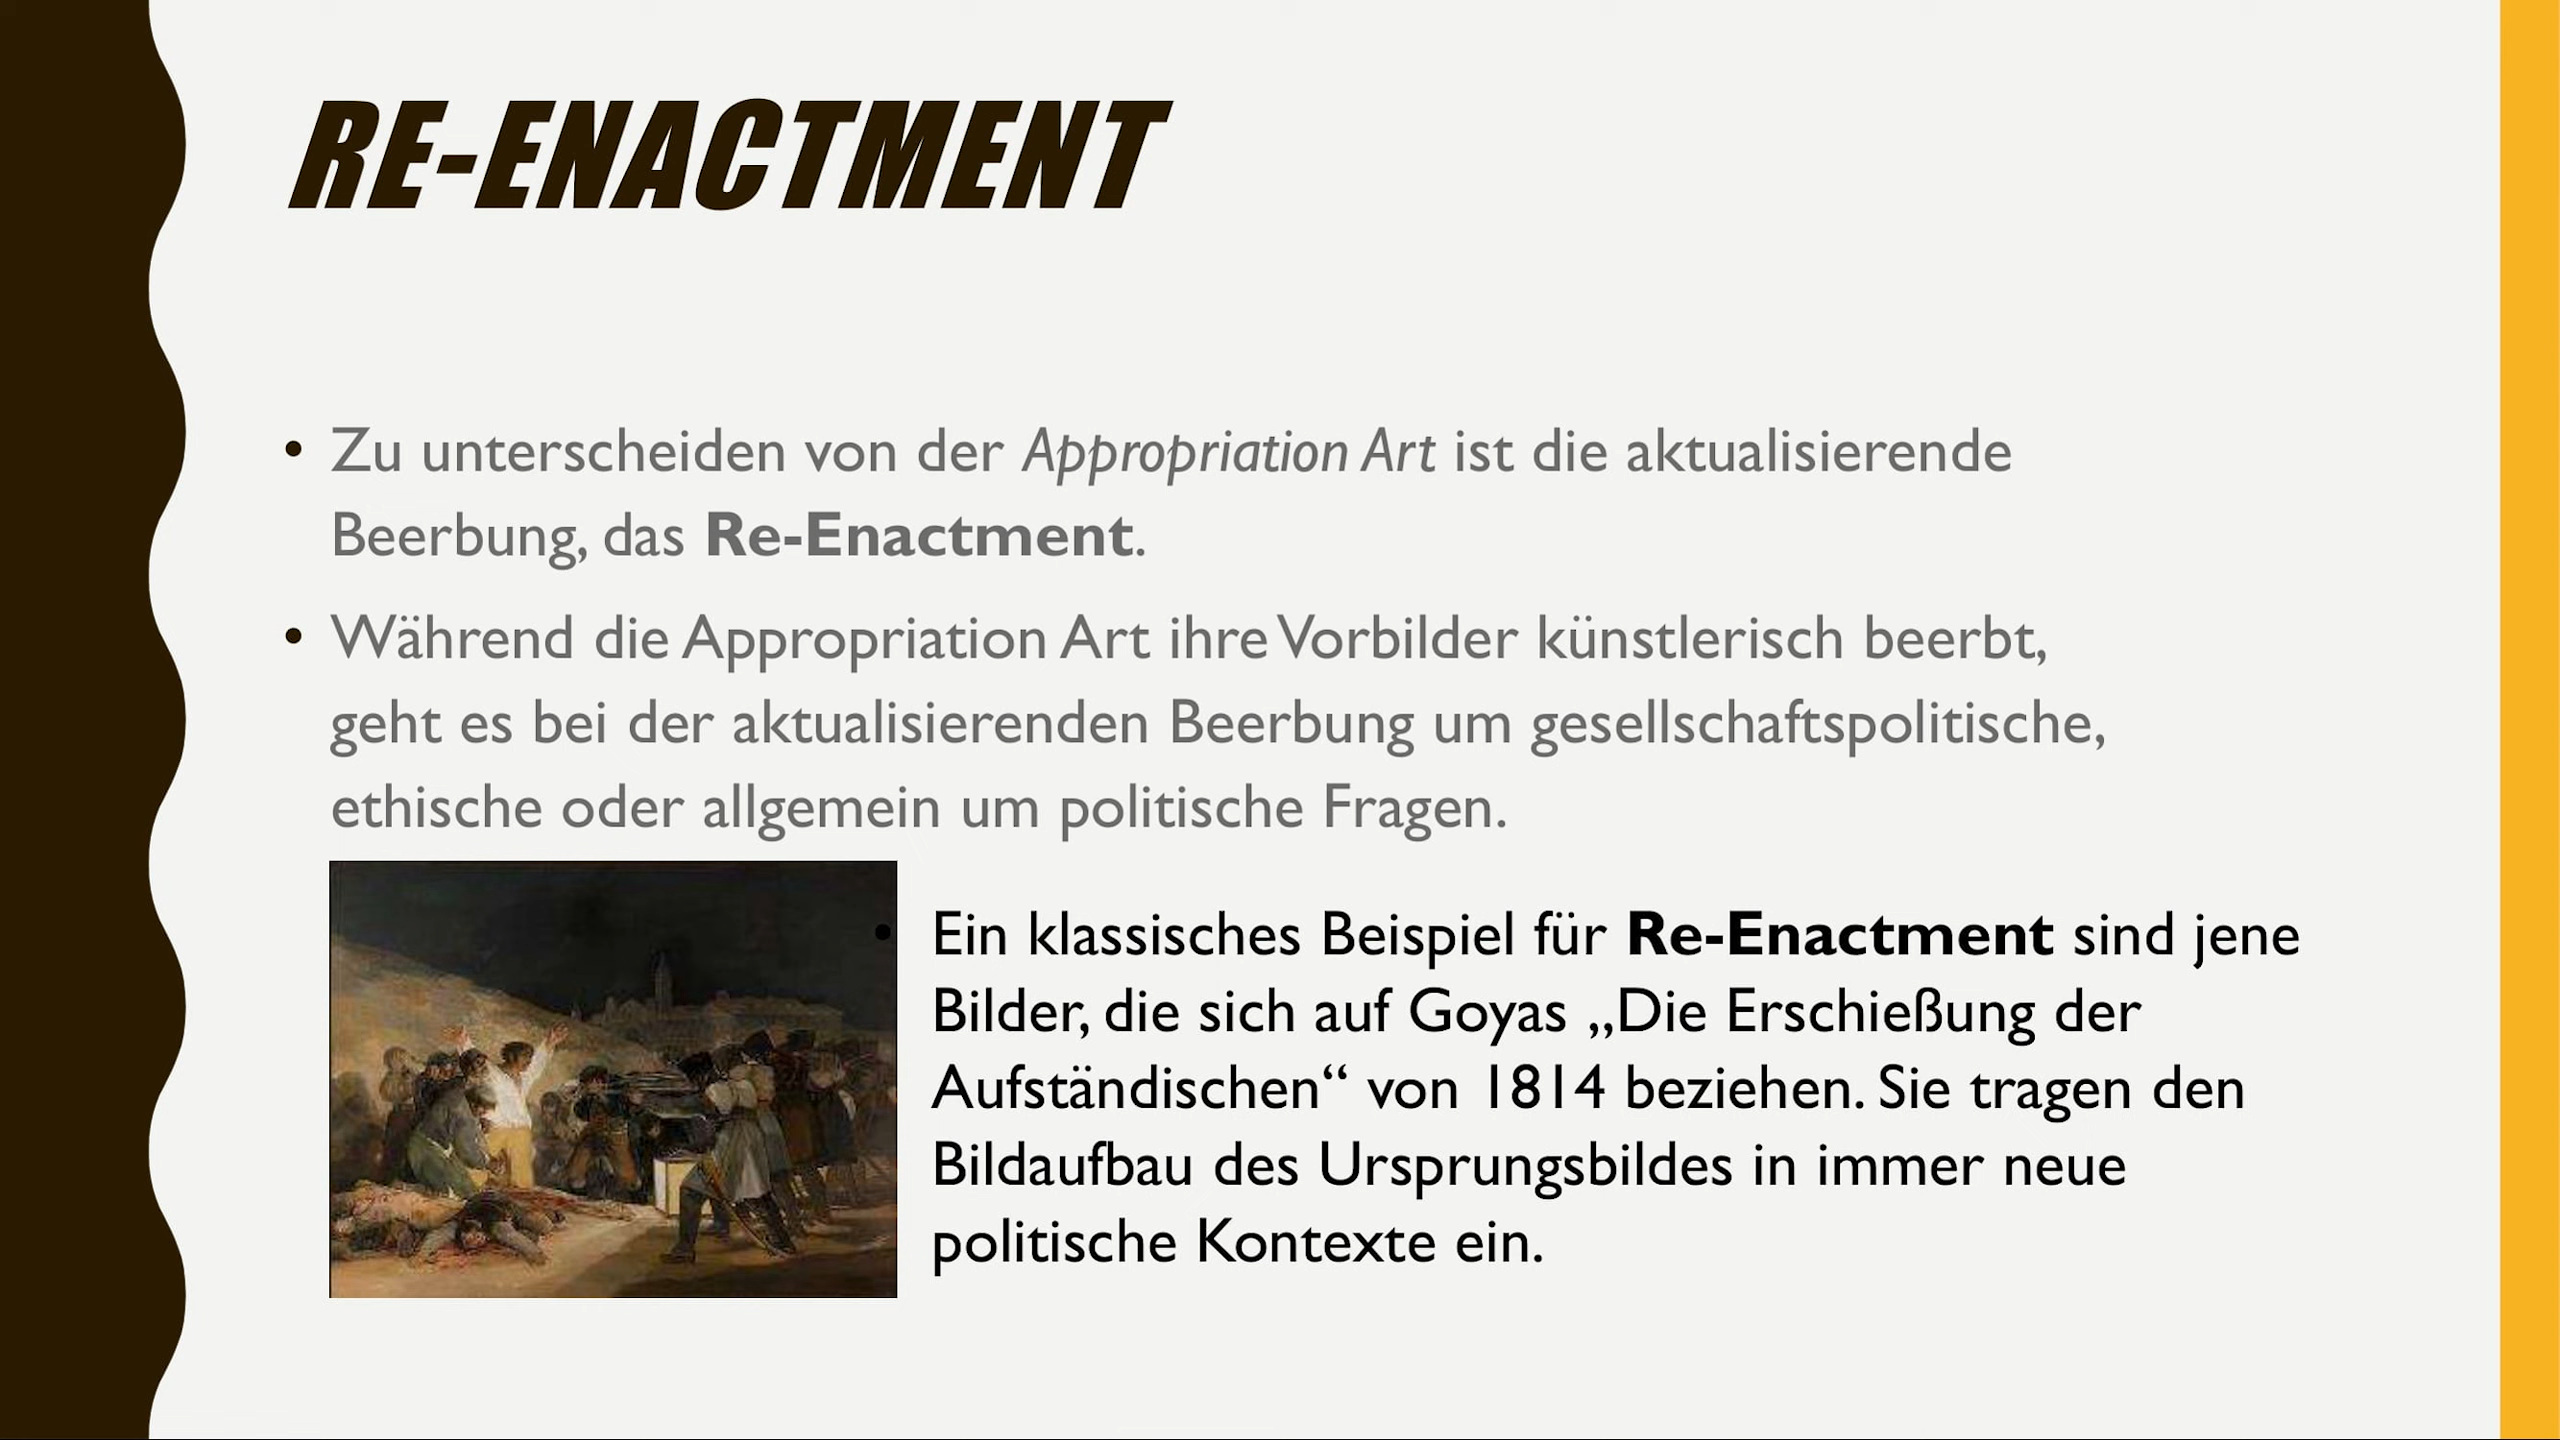 RE-ENACTMENT
• Zu unterscheiden von der Appropriation Art ist die aktualisierende
Beerbung, das Re-Enactment.
• Während die Appropriation Art ihre Vorbilder künstlerisch beerbt,
geht es bei der aktualisierenden Beerbung um gesellschaftspolitische,
ethische oder allgemein um politische Fragen.
• Ein klassisches Beispiel für Re-Enactment sind jene
Bilder, die sich auf Goyas „Die Erschießung der
Aufständischen“ von 1814 beziehen. Sie tragen den
Bildaufbau des Ursprungsbildes in immer neue
politische Kontexte ein.